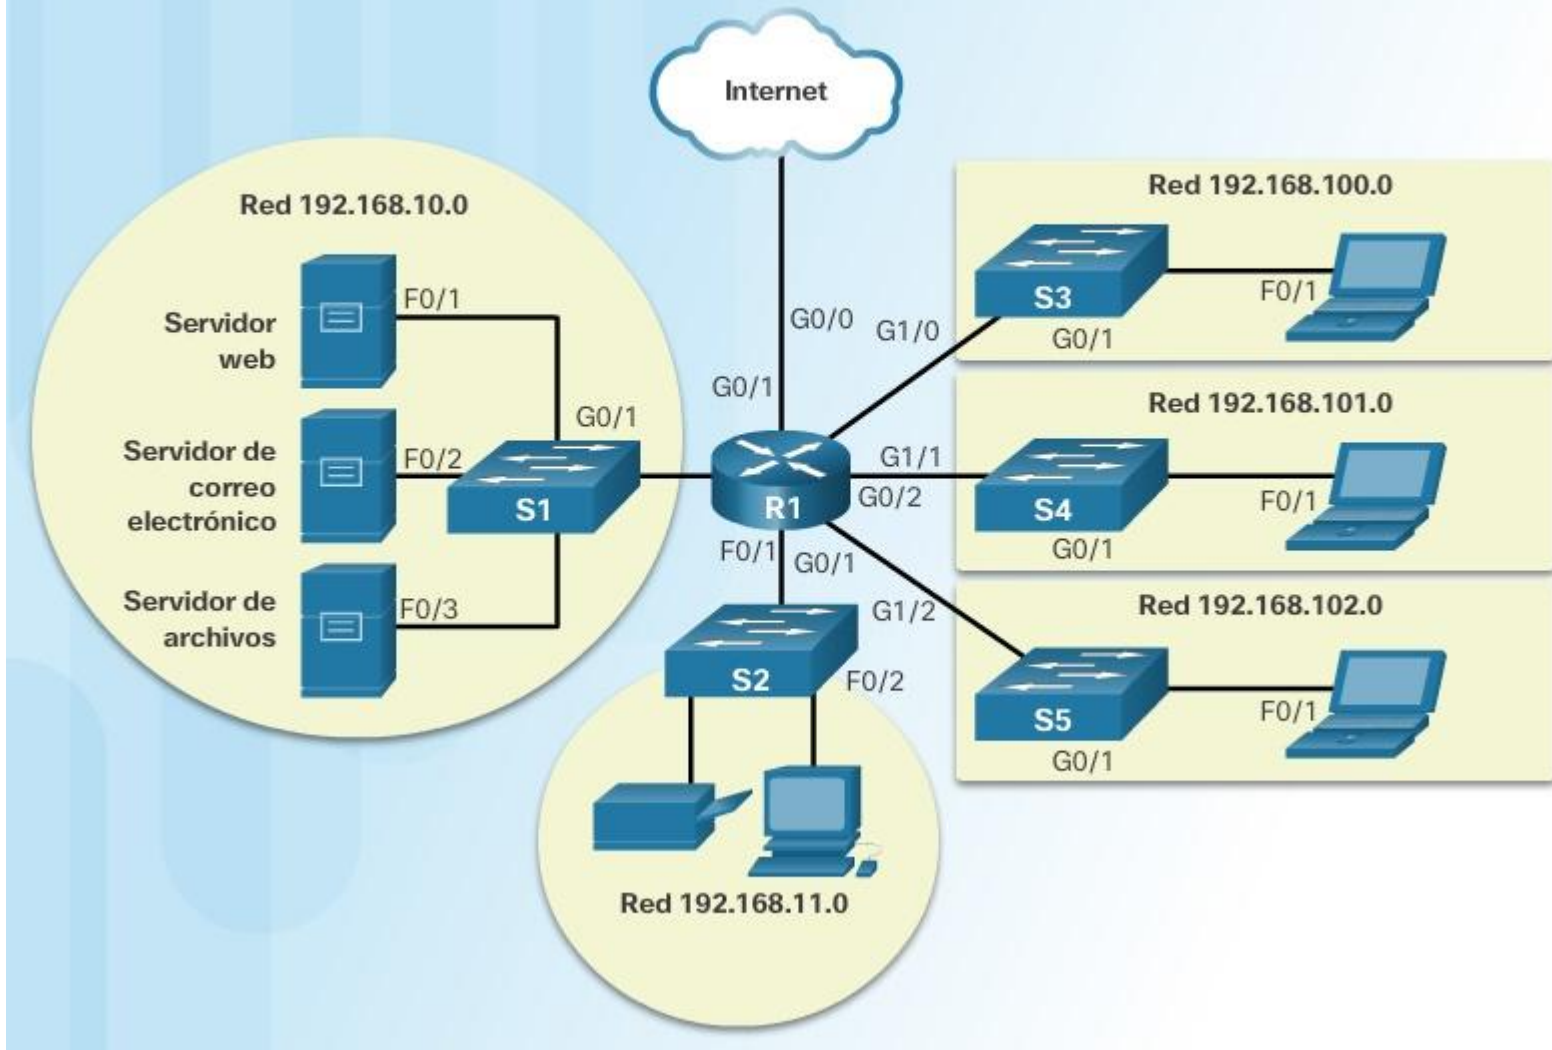 Internet
Red 192.168.10.0
Servidor
web
F0/1
Servidor de
correo
electrónico
F0/2
Servidor de
archivos
F0/3
G0/1
S1
G0/0
G0/1
R1
G1/0
G1/1
G0/2
F0/1
G0/1
G1/2
S2
F0/2
Red 192.168.11.0
Red 192.168.100.0
S3
G0/1
F0/1
Red 192.168.101.0
S4
G0/1
F0/1
Red 192.168.102.0
S5
G0/1
F0/1